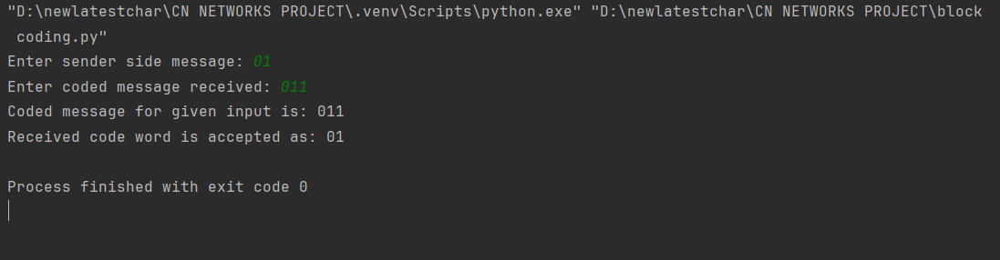 "D:\newlatestchar\CN NETWORKS PROJECT\.venv\Scripts\python.exe" "D:\newlatestchar\CN NETWORKS PROJECT\block
coding.py"
Enter sender side message: 01
Enter coded message received: 011
Coded message for given input is: 011
Received code word is accepted as: 01
Process finished with exit code 0